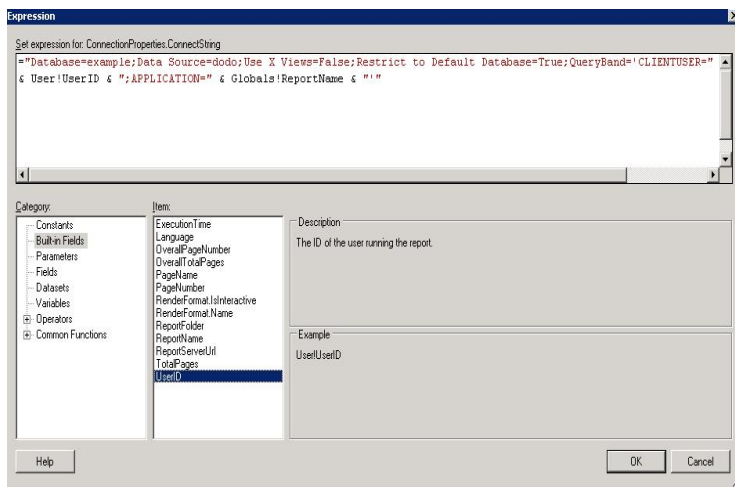 Expression
Set expression for: ConnectionProperties.ConnectString
="Database=example;Data Source=dodo;Use X Views=False;Restrict to Default Database=True;QueryBand='CLIENTUSER="
& User!UserID & ";APPLICATION=" & Globals!ReportName & "'"
Category:
Constants
Built-in Fields
Parameters
Fields
Datasets
Variables
Operators
Common Functions
Item:
ExecutionTime
Language
OverallPageNumber
OverallTotalPages
PageName
PageNumber
RenderFormat.IsInteractive
RenderFormat.Name
ReportFolder
ReportName
ReportServerUrl
TotalPages
UserID
Description
The ID of the user running the report.
Example
User!UserID
Help
OK
Cancel